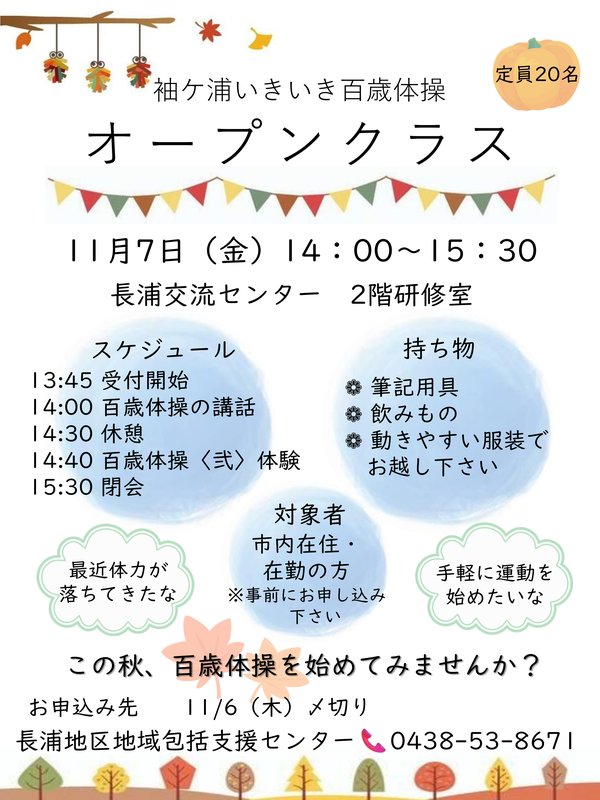 定員20名
袖ケ浦いきいき百歳体操
オープンクラス
11月7日（金）14：00～15：30
長浦交流センター　2階研修室
スケジュール
13:45 受付開始
14:00 百歳体操の講話
14:30 休憩
14:40 百歳体操〈弐〉体験
15:30 閉会
持ち物
筆記用具
飲みもの
動きやすい服装で
お越し下さい
対象者
市内在住・
在勤の方
※事前にお申し込み
下さい
最近体力が
落ちてきたな
手軽に運動を
始めたいな
この秋、百歳体操を始めてみませんか？
お申込み先　　11/6（木）〆切り
長浦地区地域包括支援センター📞0438-53-8671